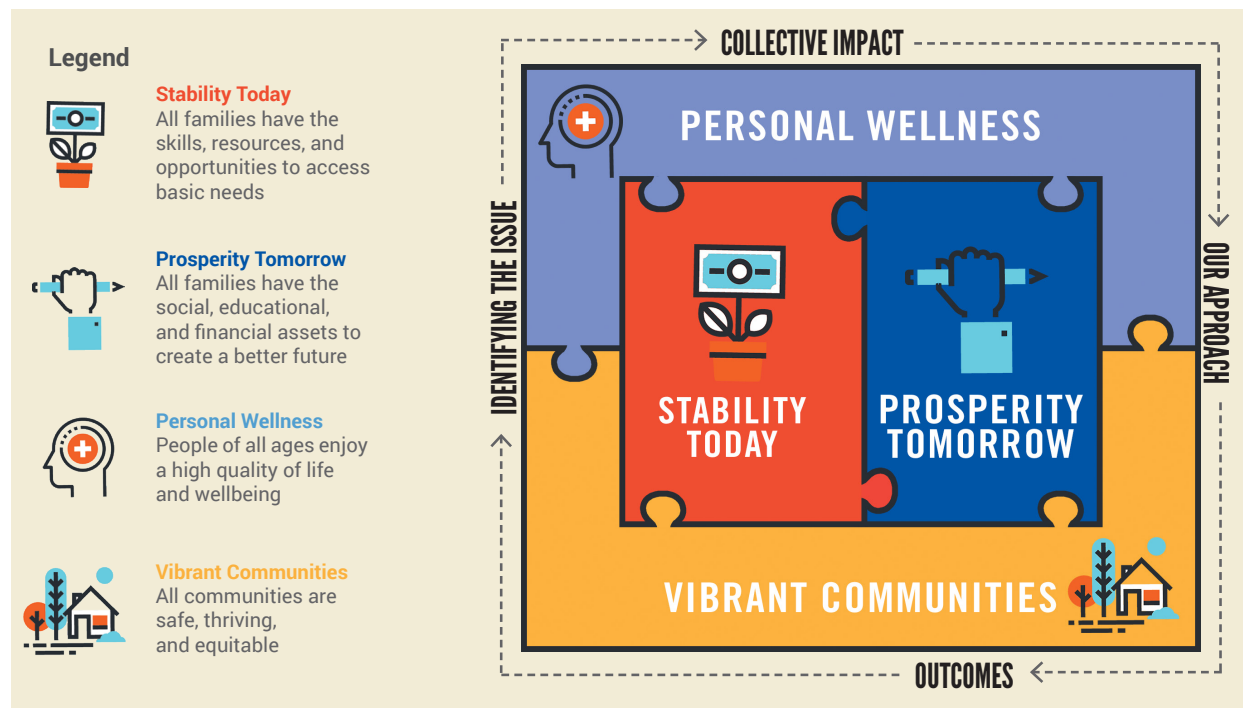 Legend
Stability Today
All families have the
skills, resources, and
opportunities to access
basic needs
Prosperity Tomorrow
All families have the
social, educational,
and financial assets to
create a better future
Personal Wellness
People of all ages enjoy
a high quality of life
and wellbeing
Vibrant Communities
All communities are
safe, thriving,
and equitable
COLLECTIVE IMPACT
PERSONAL WELLNESS
IDENTIFYING THE ISSUE
OUR APPROACH
STABILITY
TODAY
PROSPERITY
TOMORROW
VIBRANT COMMUNITIES
OUTCOMES